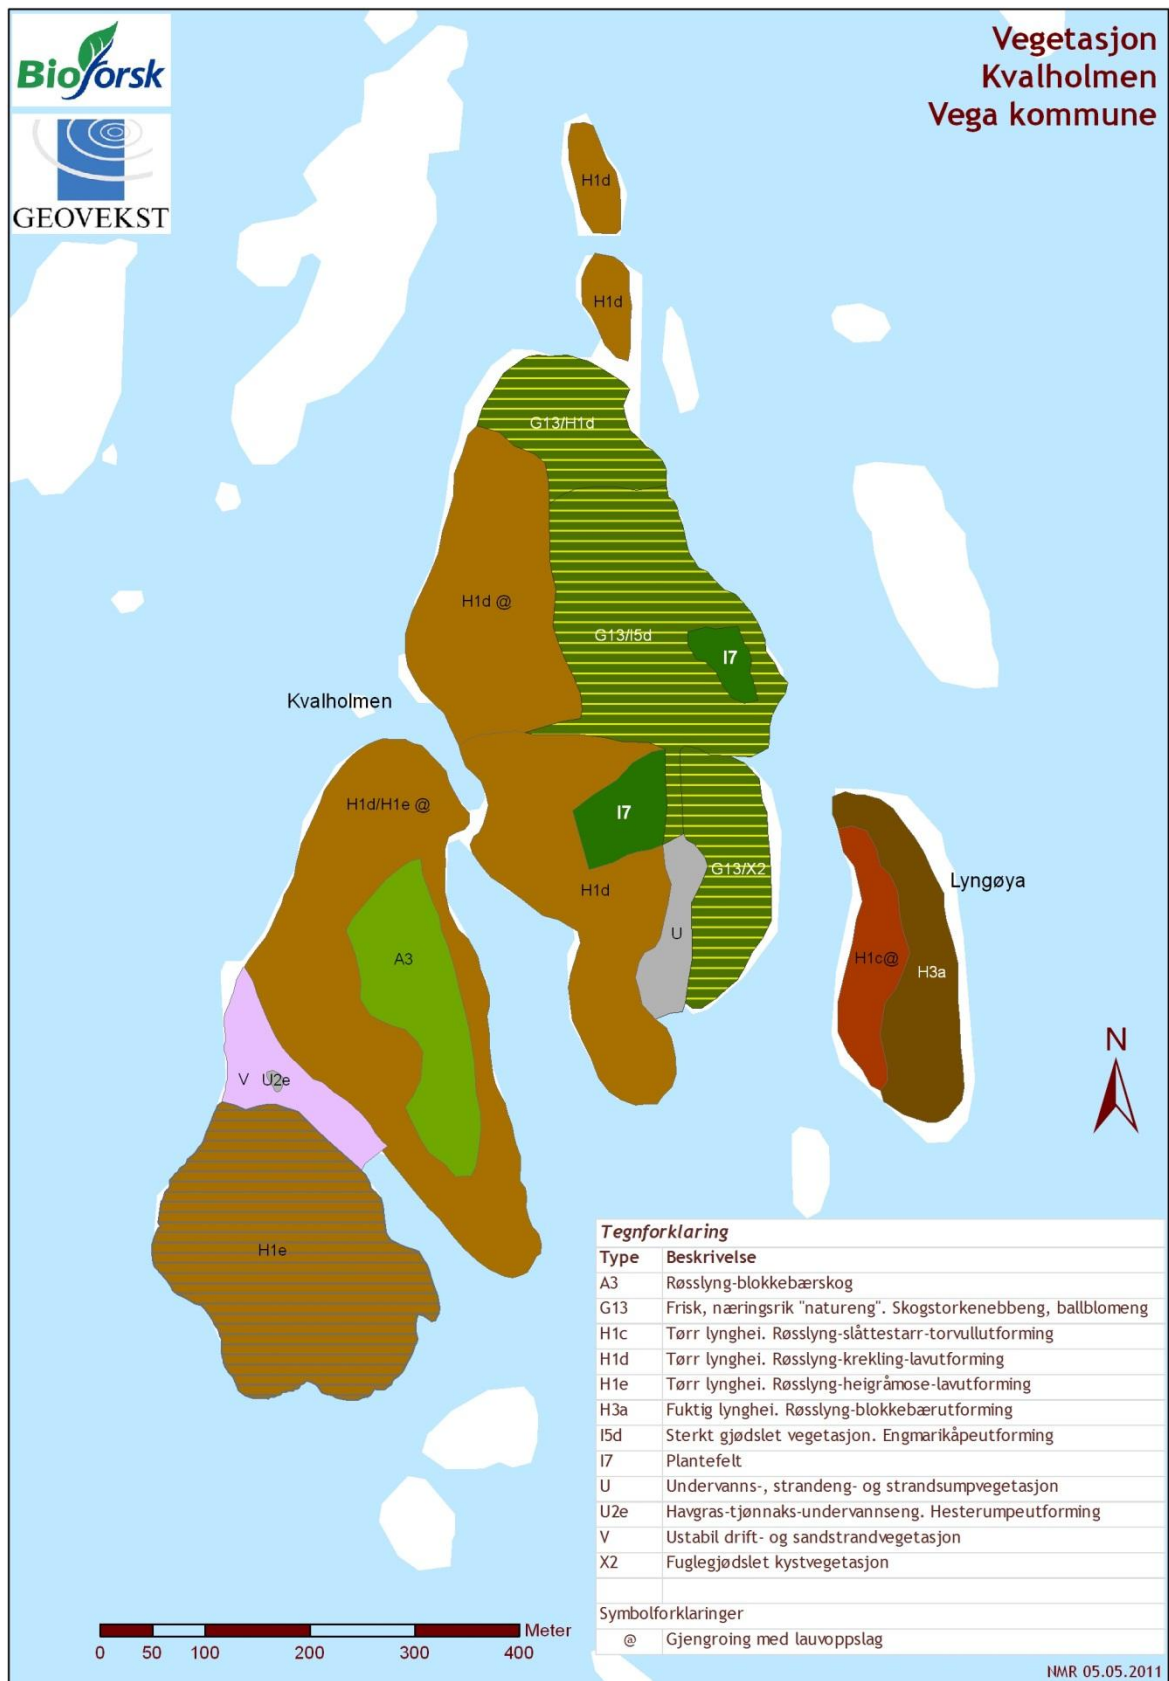 Bioforsk
GEOVEKST
Vegetasjon
Kvalholmen
Vega kommune
H1d
H1d
G13/H1d
H1d @
G13/I5d
I7
Kvalholmen
H1d/H1e @
I7
G13/X2
H1d
Lyngøya
U
A3
H1c@
H3a
V
U2e
N
H1e
Tegnforklaring
Type Beskrivelse
A3 Røsslyng-blokkebærskog
G13 Frisk, næringsrik "natureng". Skogstorkenebbeng, ballblomeng
H1c Tørr lynghei. Røsslyng-slåttestarr-torvullutforming
H1d Tørr lynghei. Røsslyng-krekling-lavutforming
H1e Tørr lynghei. Røsslyng-heigråmose-lavutforming
H3a Fuktig lynghei. Røsslyng-blokkebærutforming
I5d Sterkt gjødslet vegetasjon. Engmarikåpeutforming
I7 Plantefelt
U Undervanns-, strandeng- og strandsumpvegetasjon
U2e Havgras-tjønnaks-undervannseng. Hesterumpeutforming
V Ustabil drift- og sandstrandvegetasjon
X2 Fuglegjødslet kystvegetasjon
Symbolforklaringer
@ Gjengroing med lauvoppslag
Meter
0 50 100 200 300 400
NMR 05.05.2011